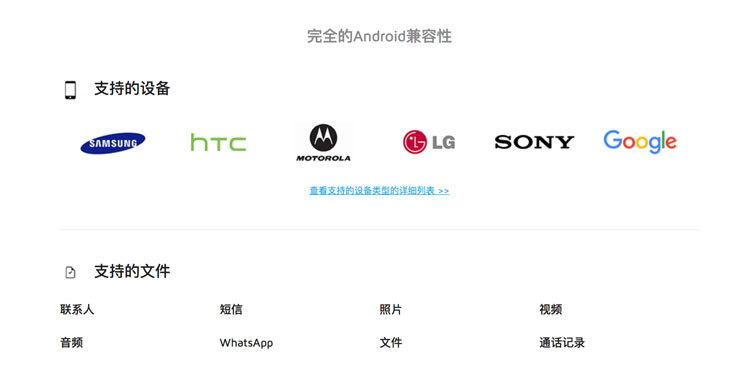 完全的Android兼容性
支持的设备
SAMSUNG hTC MOTOROLA LG SONY Google
查看支持的设备类型的详细列表 >>
支持的文件
联系人 短信 照片 视频
音频 WhatsApp 文件 通话记录